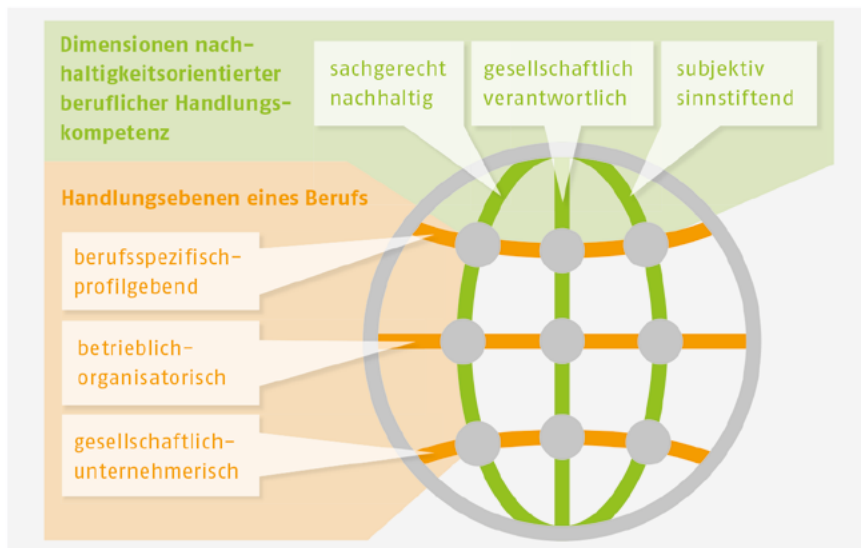 Dimensionen nach-
haltigkeitsorientierter
beruflicher Handlungs-
kompetenz
sachgerecht
nachhaltig
gesellschaftlich
verantwortlich
subjektiv
sinnstiftend
Handlungsebenen eines Berufs
berufsspezifisch-
profilgebend
betrieblich-
organisatorisch
gesellschaftlich-
unternehmerisch